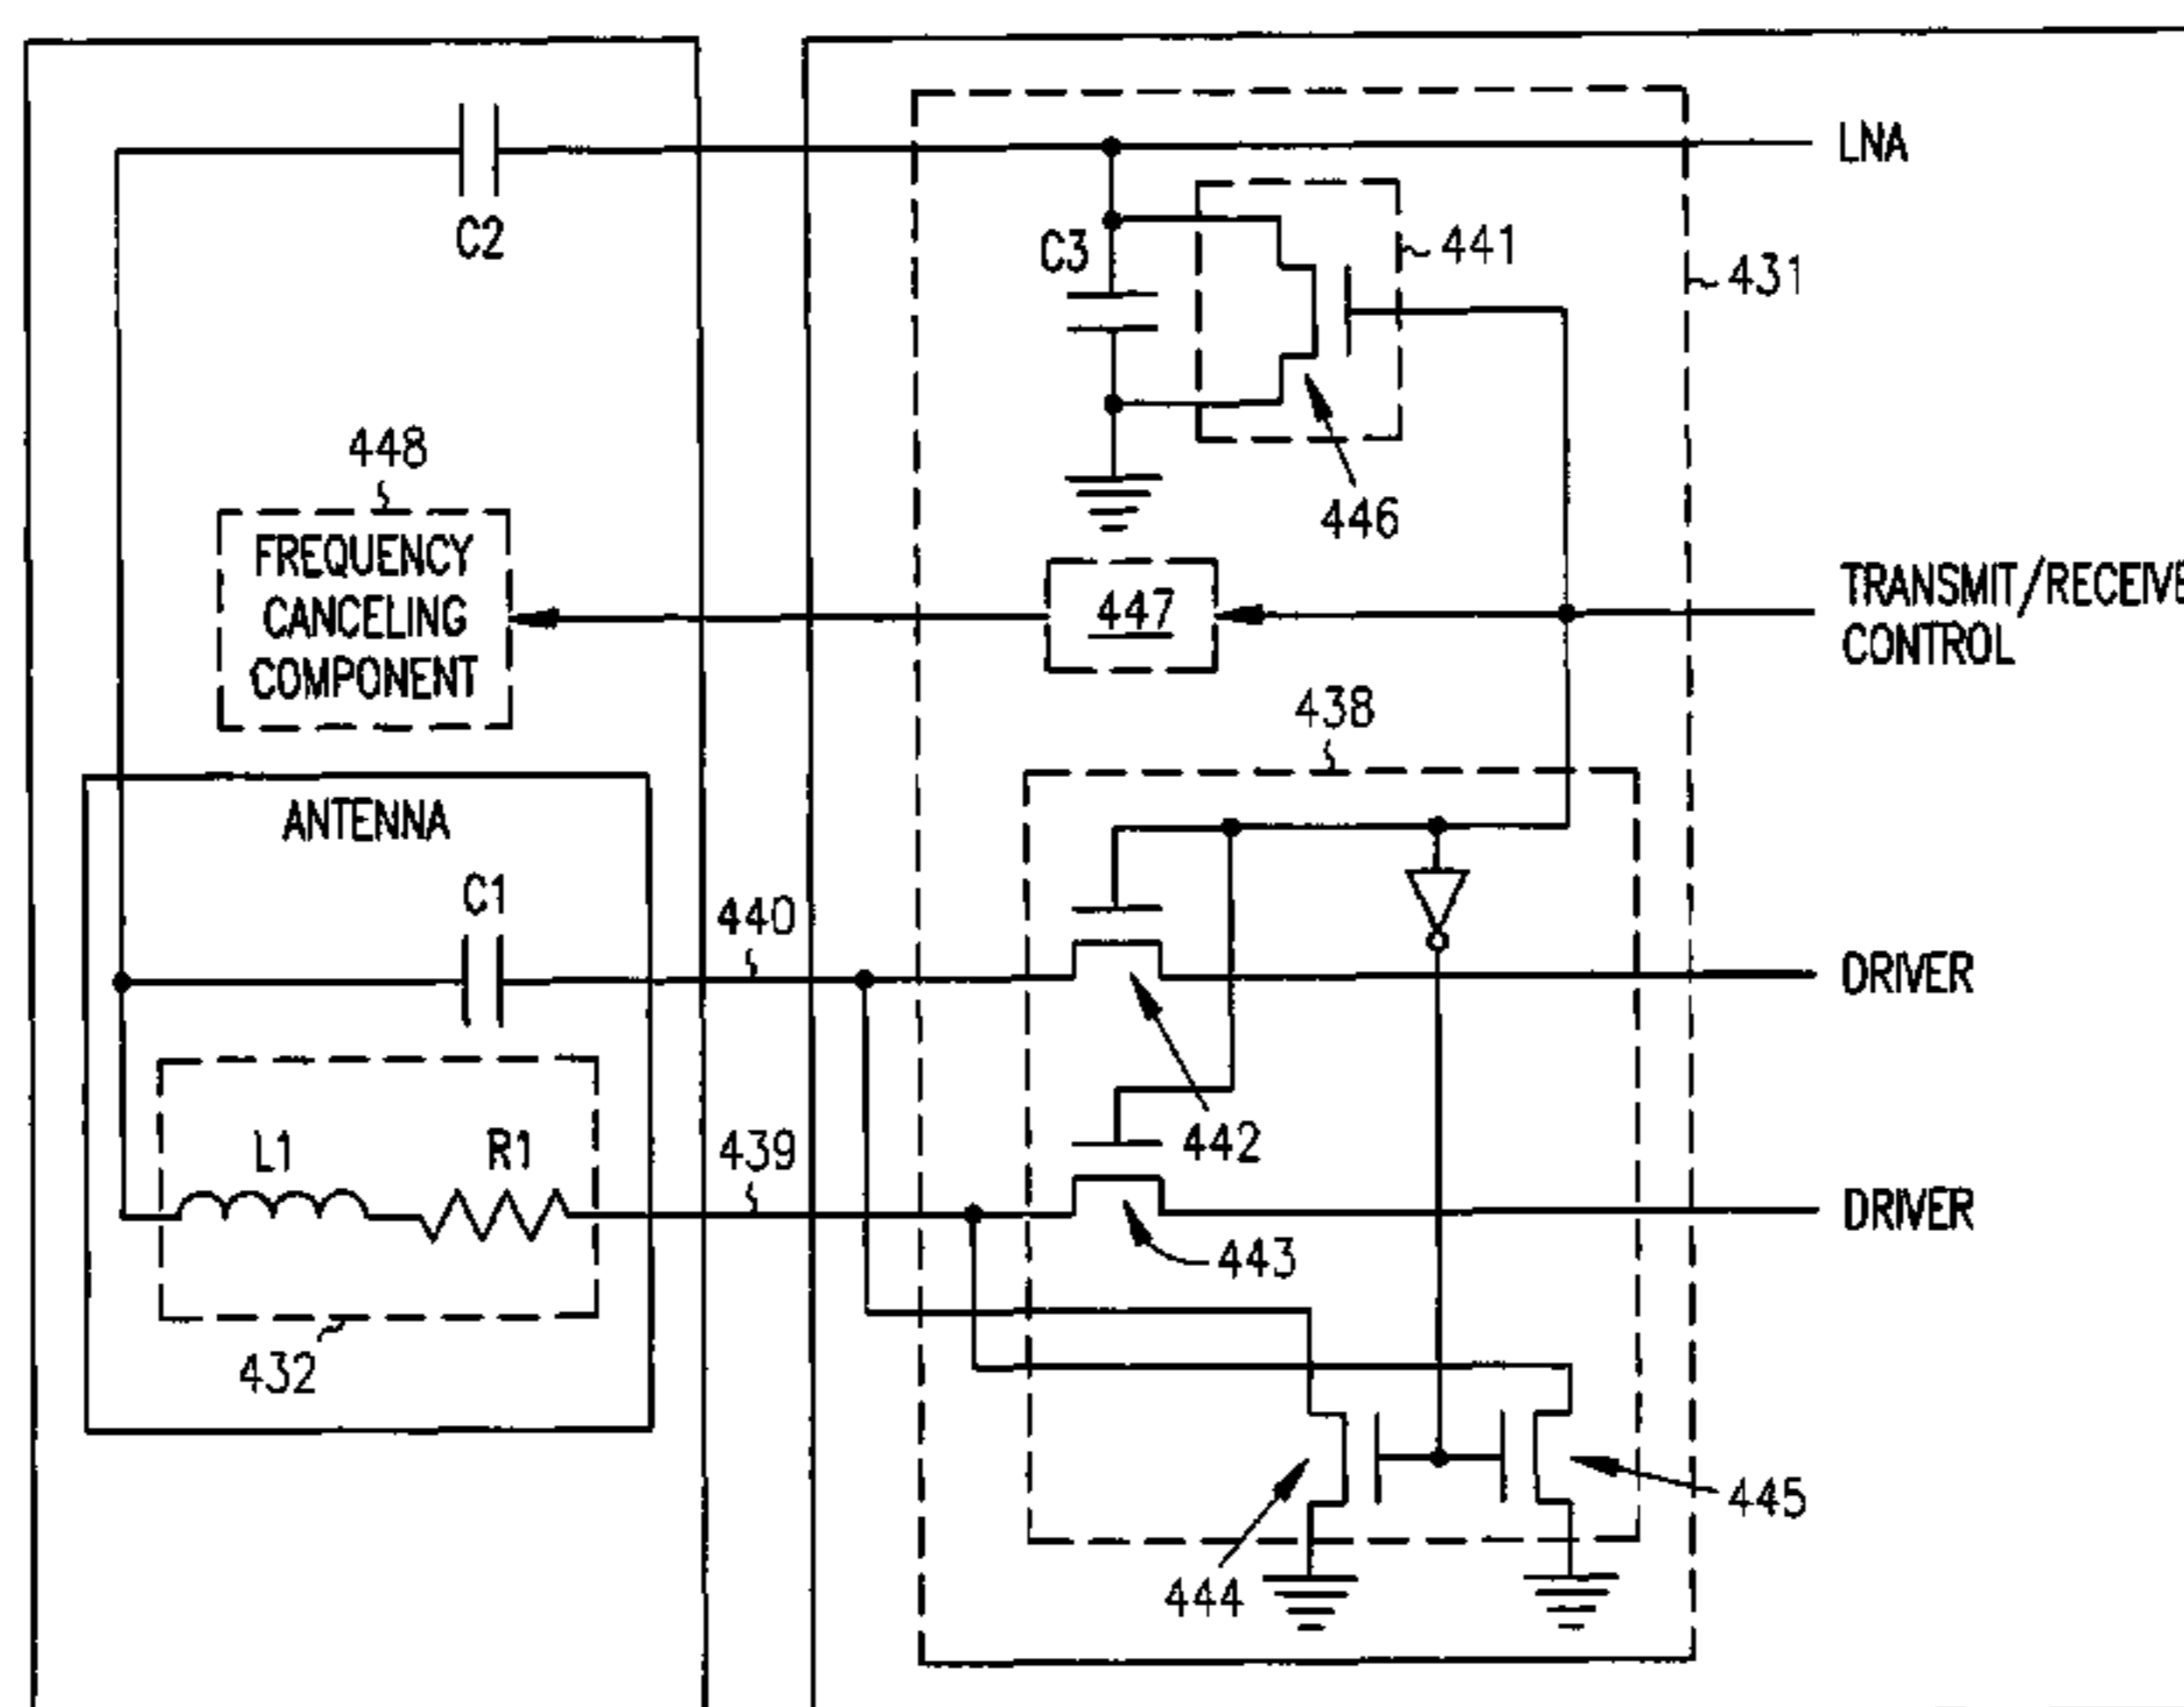 LNA
C2
C3
441
431
446
448
FREQUENCY
CANCELING
COMPONENT
447
TRANSMIT/RECEIVE
CONTROL
438
ANTENNA
C1
440
DRIVER
442
L1
R1
439
DRIVER
443
432
445
444